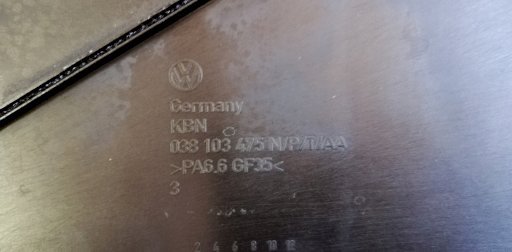 Germany
KBN
038 103 475 N/P/T/AA
>PA6.6 GF35<
3
2 4 6 8 10 12